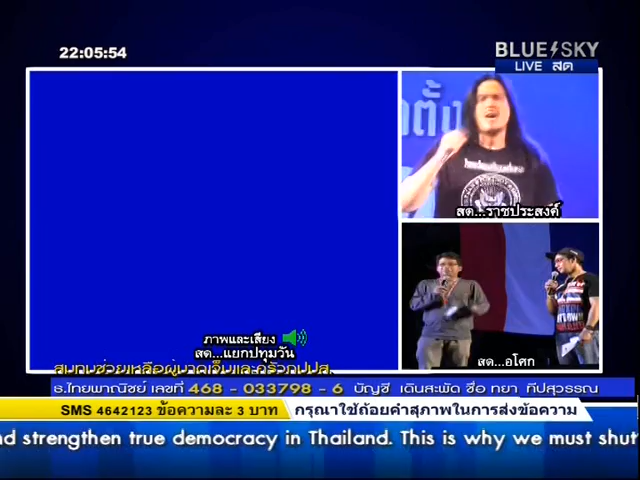 22:05:54
BLUE SKY
LIVE สด
าตั้ง
สด...ราชประสงค์
ภาพและเสียง
สด...แยกปทุมวัน
สด...อโศก
ธ.ไทยพาณิชย์ เลขที่ 468 - 033798 - 6 บัญชี เดินสะพัด ชื่อ ทยา ทีปสุวรรณ
SMS 4642123 ข้อความละ 3 บาท กรุณาใช้ถ้อยคำสุภาพในการส่งข้อความ
nd strengthen true democracy in Thailand. This is why we must shut